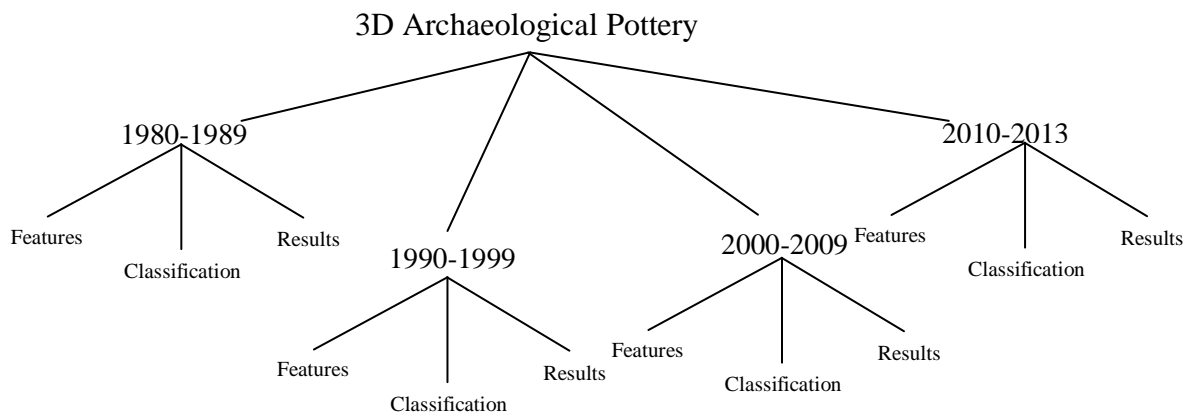 3D Archaeological Pottery
1980-1989
2010-2013
Features
Classification
Results
1990-1999
2000-2009
Features
Classification
Results
Features
Classification
Results
Features
Classification
Results